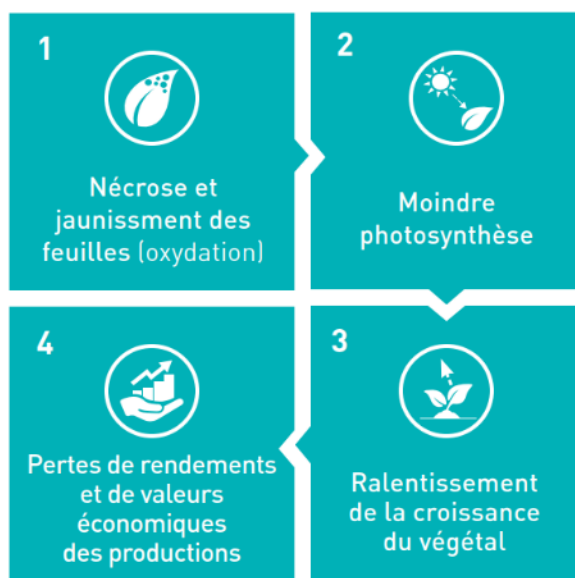 1
Nécrose et
jaunissment des
feuilles (oxydation)
2
Moindre
photosynthèse
3
Ralentissement
de la croissance
du végétal
4
Pertes de rendements
et de valeurs
économiques
des productions